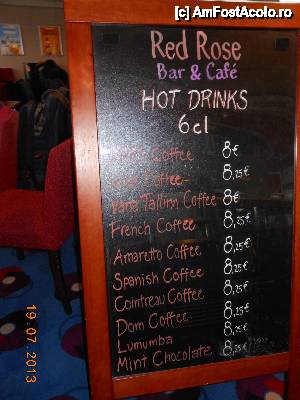 (c) AmFostAcolo.ro
Red Rose
Bar & Café
HOT DRINKS
6cl
Coffee 8€
Coffee 8,25€
Vana Tallinn Coffee 8€
French Coffee 8,25€
Amaretto Coffee 8,25€
Spanish Coffee 8,25€
Cointreau Coffee 8,25€
Dom Coffee 8,25€
Lumumba
Mint Chocolate
19.07.2013